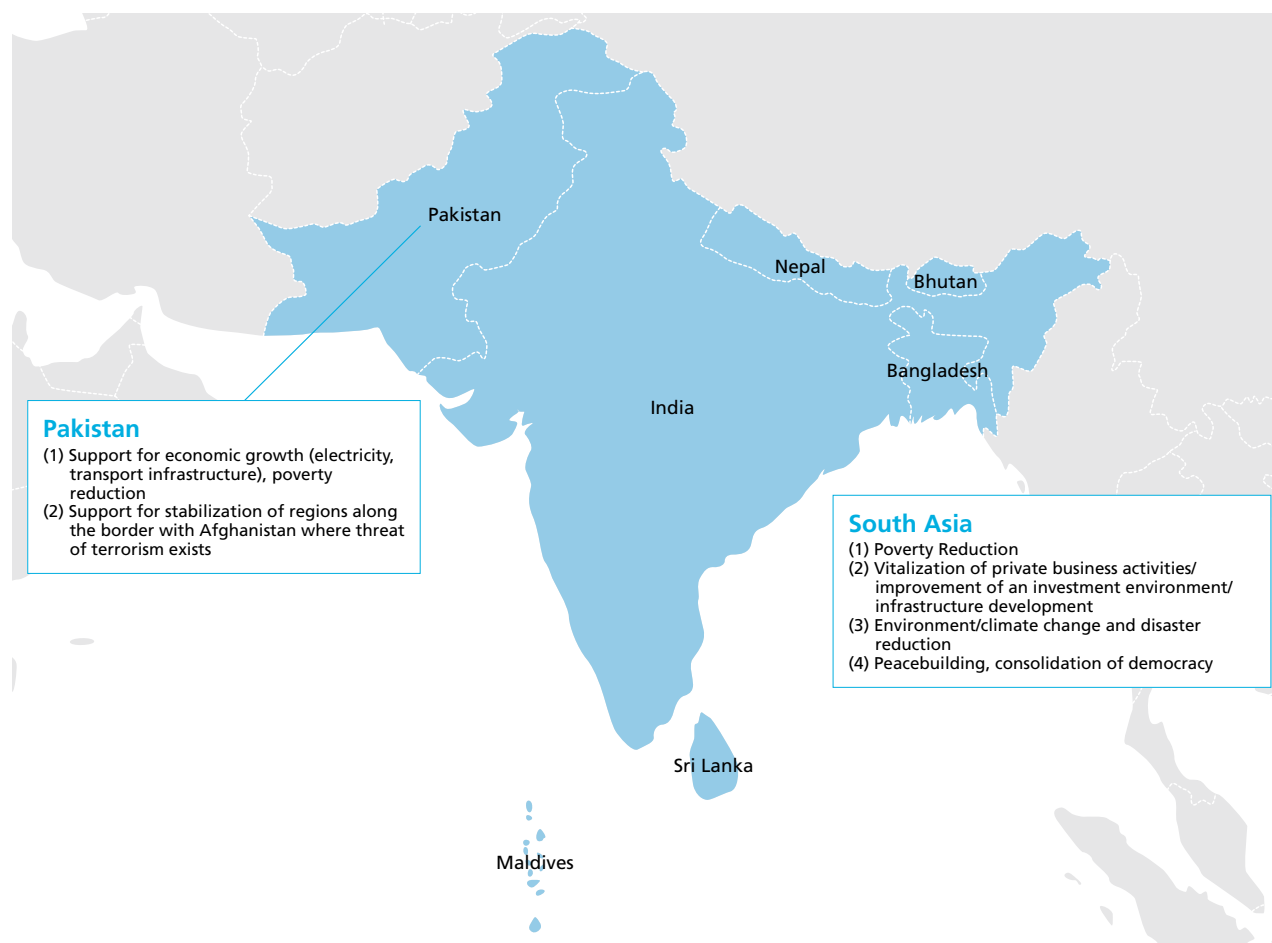 Pakistan
Nepal
Bhutan
Bangladesh
India
Pakistan
(1) Support for economic growth (electricity,
transport infrastructure), poverty
reduction
(2) Support for stabilization of regions along
the border with Afghanistan where threat
of terrorism exists
South Asia
(1) Poverty Reduction
(2) Vitalization of private business activities/
improvement of an investment environment/
infrastructure development
(3) Environment/climate change and disaster
reduction
(4) Peacebuilding, consolidation of democracy
Sri Lanka
Maldives